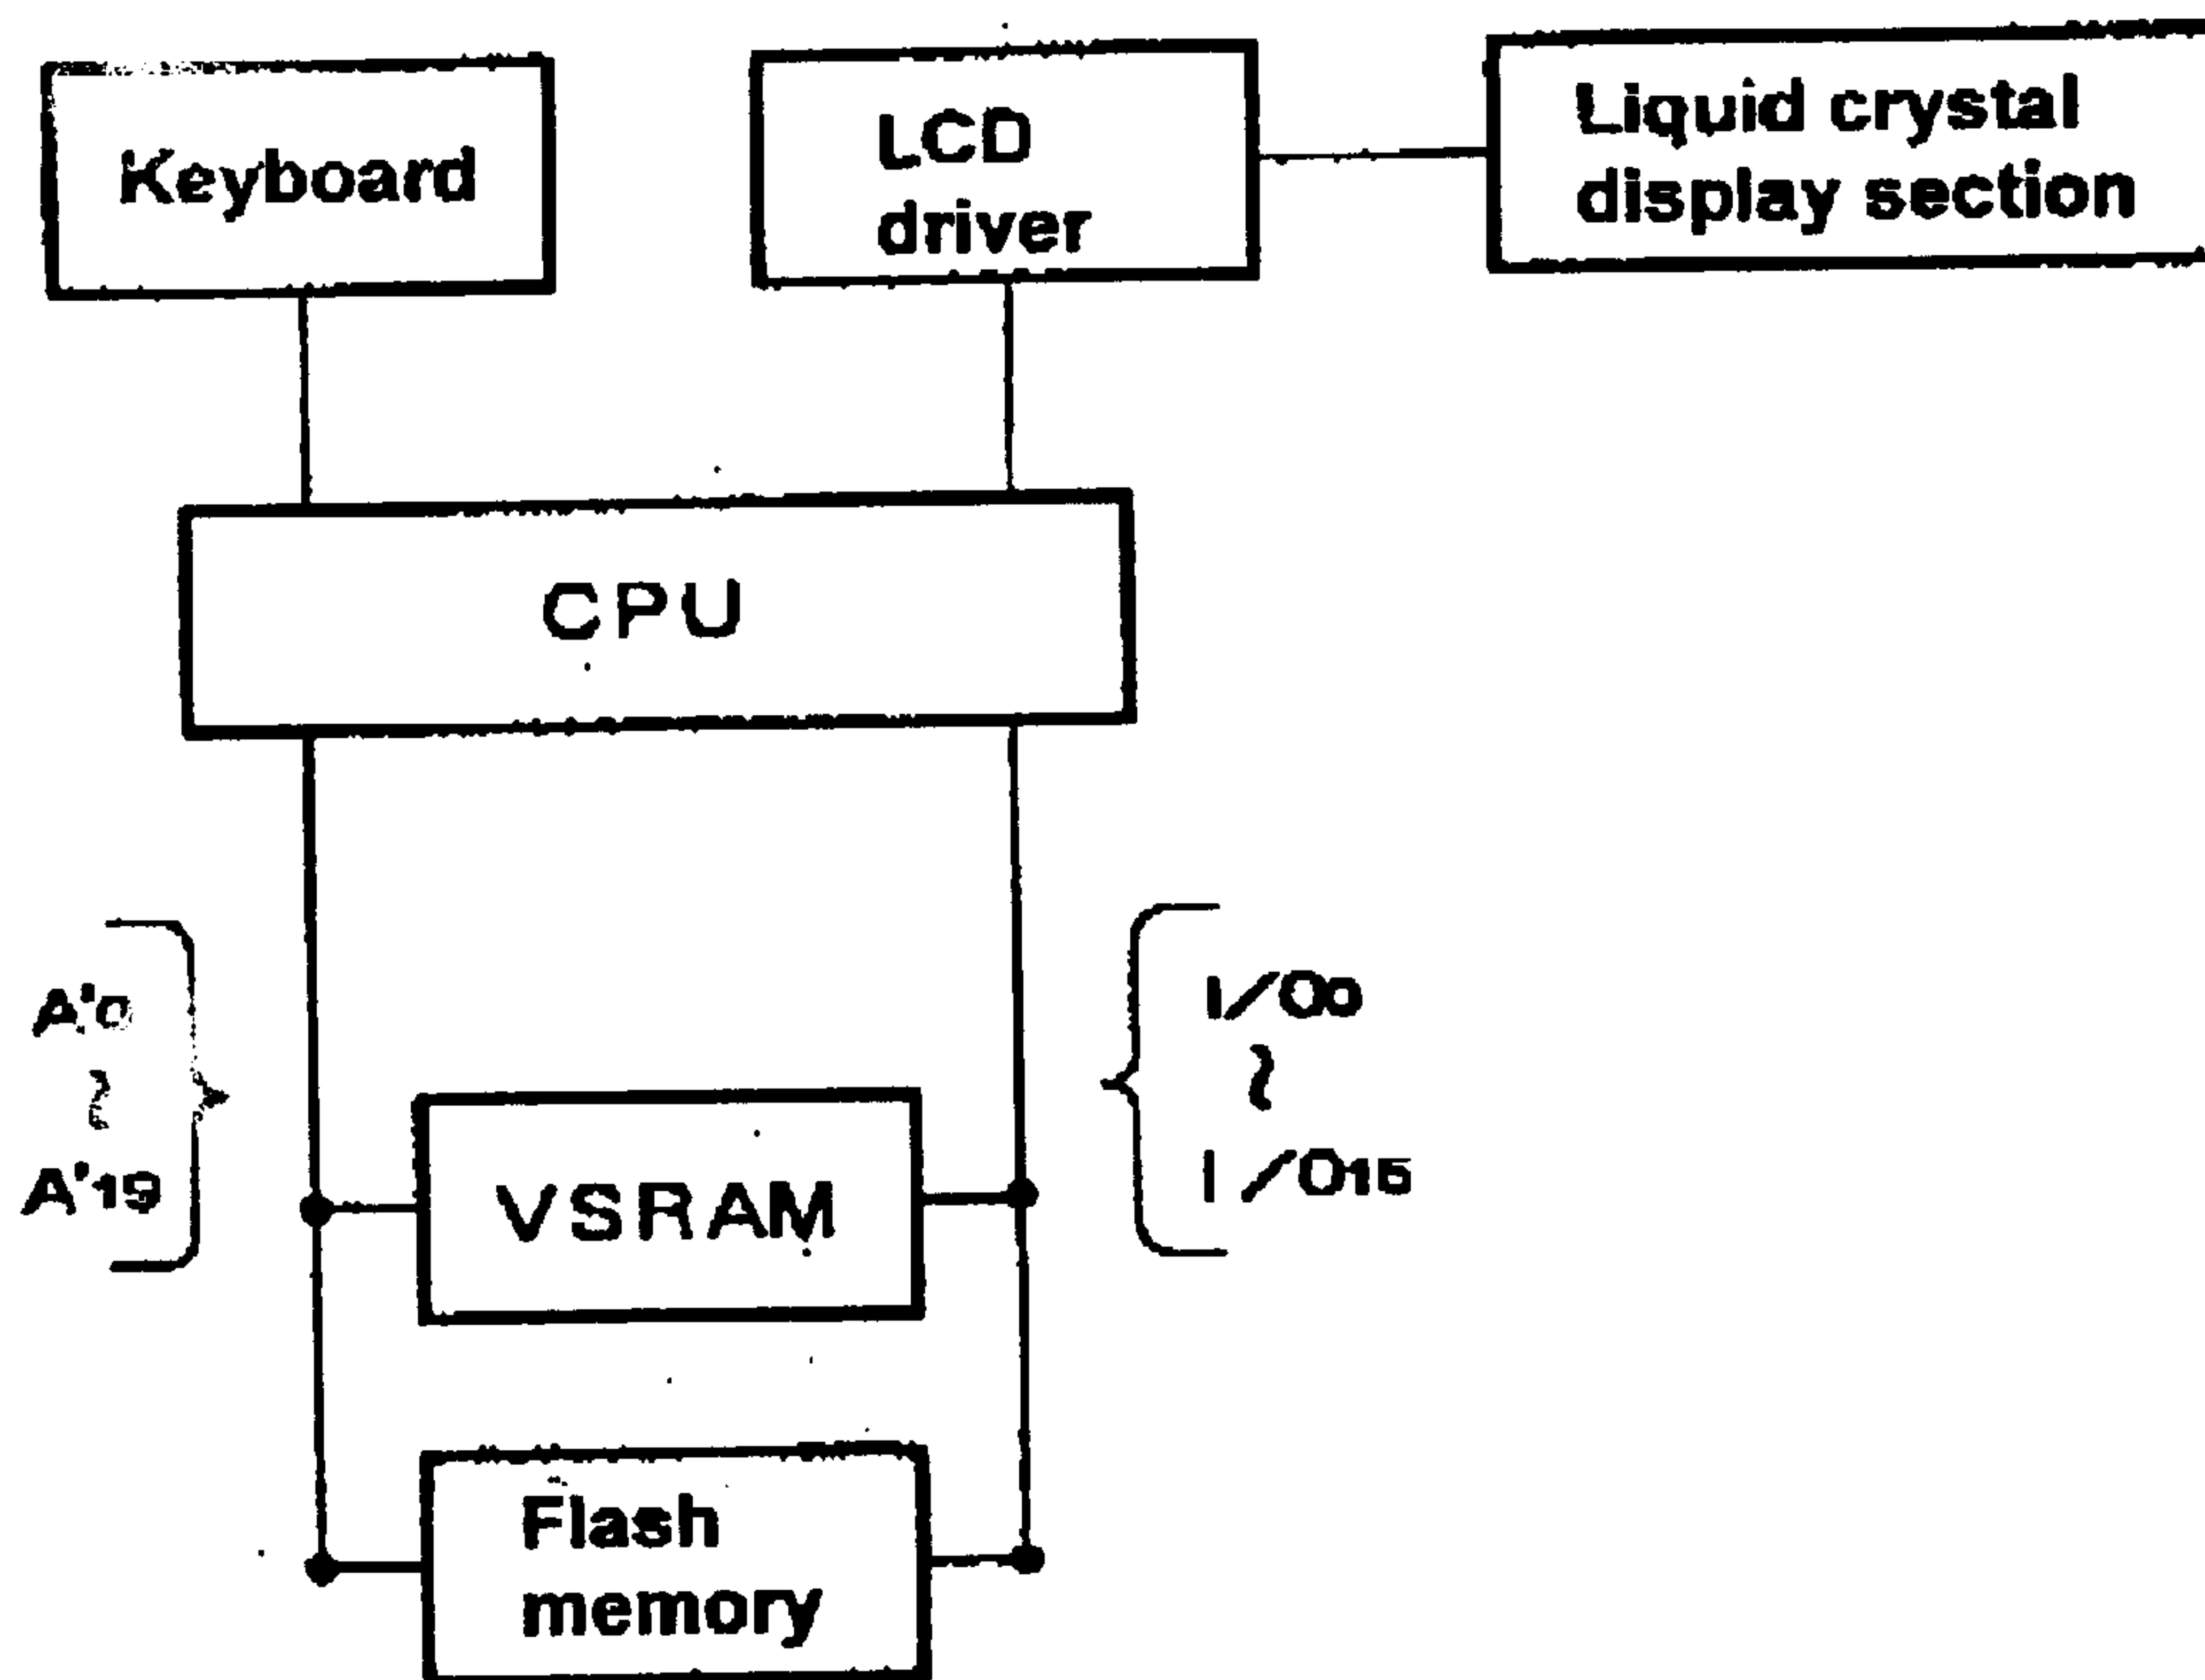 Keyboard
LCD
driver
Liquid crystal
display section
CPU
A'0
≀
A'19
I/O0
≀
I/O15
VSRAM
Flash
memory